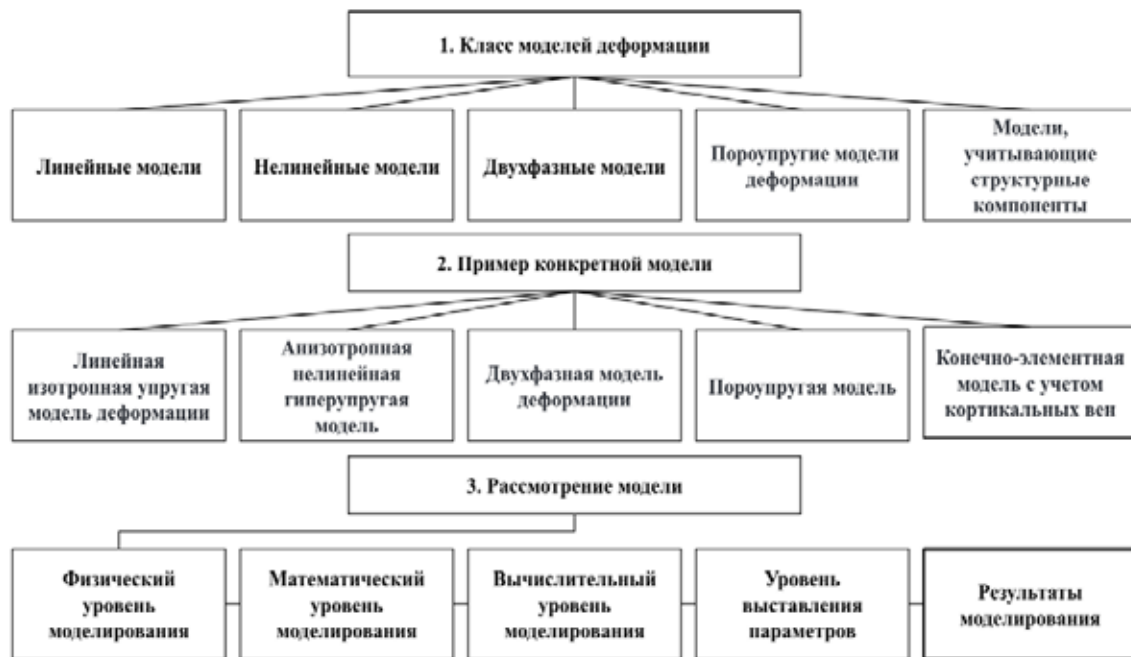 1. Класс моделей деформации
Линейные модели
Нелинейные модели
Двухфазные модели
Пороупругие модели
деформации
Модели,
учитывающие
структурные
компоненты
2. Пример конкретной модели
Линейная
изотропная упругая
модель деформации
Анизотропная
нелинейная
гиперупругая
модель
Двухфазная модель
деформации
Пороупругая модель
Конечно-элементная
модель с учетом
кортикальных вен
3. Рассмотрение модели
Физический
уровень
моделирования
Математический
уровень
моделирования
Вычислительный
уровень
моделирования
Уровень
выставления
параметров
Результаты
моделирования